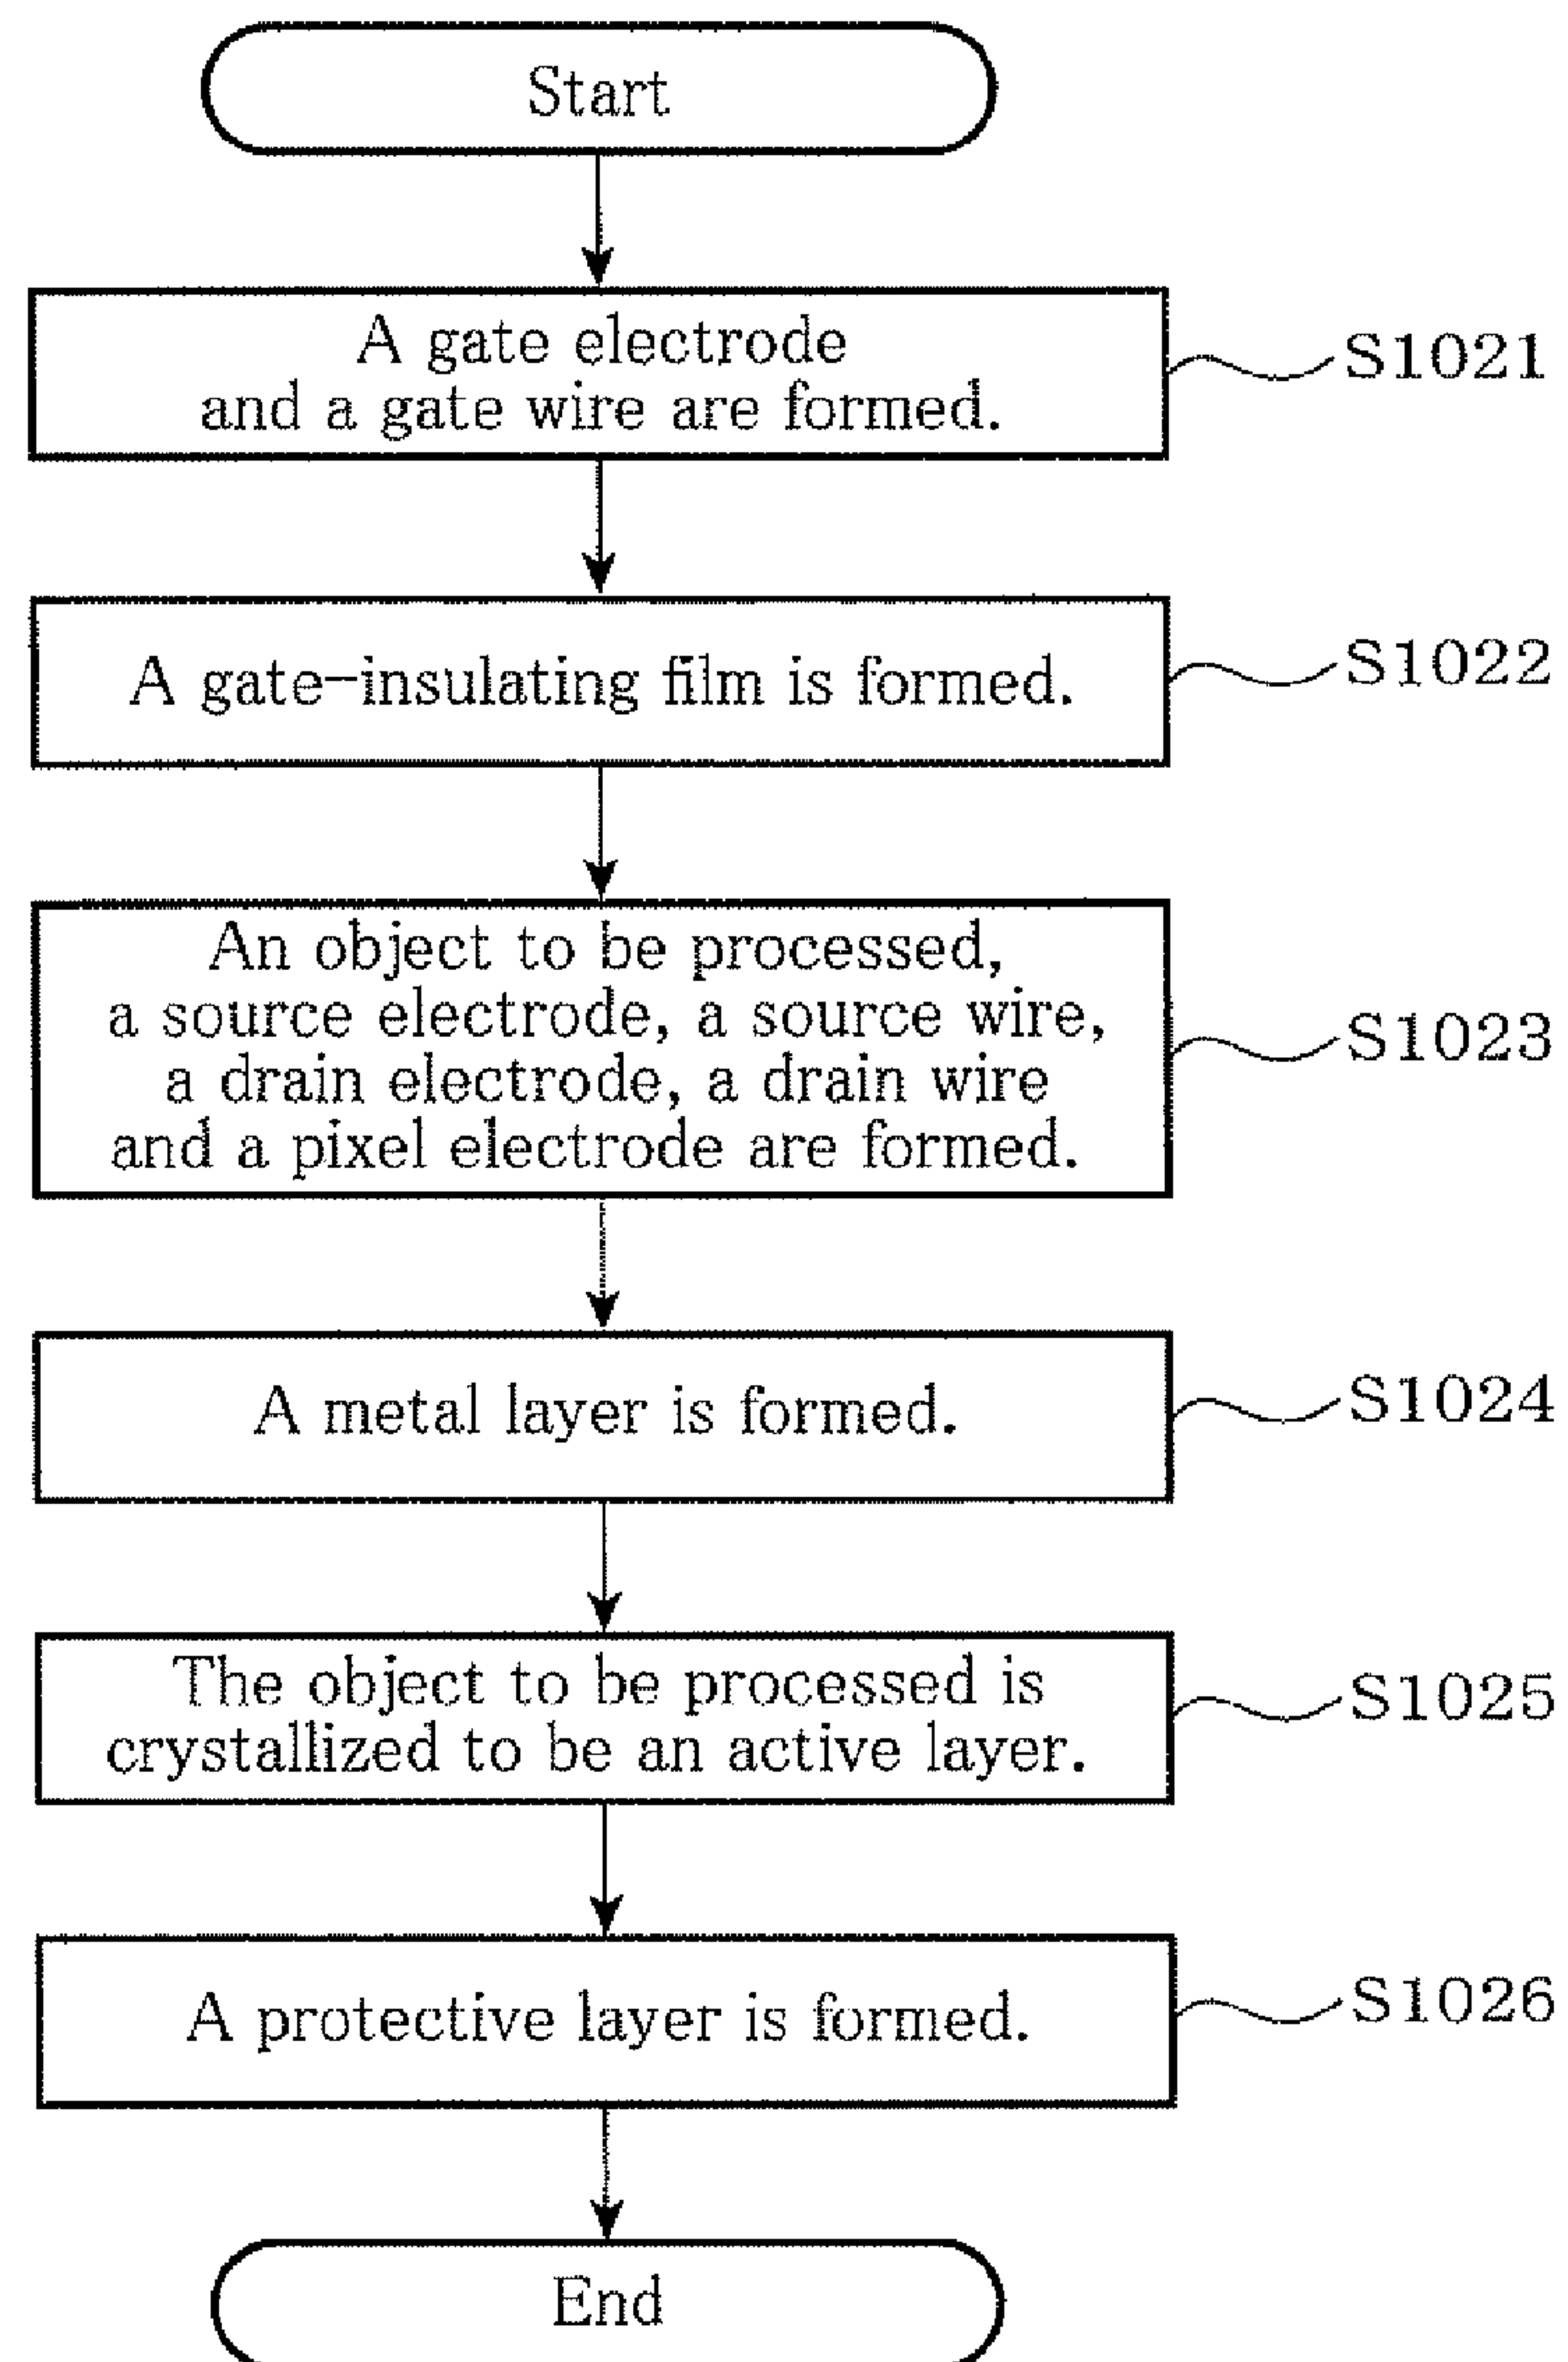 Start
A gate electrode
and a gate wire are formed.
S1021
A gate-insulating film is formed.
S1022
An object to be processed,
a source electrode, a source wire,
a drain electrode, a drain wire
and a pixel electrode are formed.
S1023
A metal layer is formed.
S1024
The object to be processed is
crystallized to be an active layer.
S1025
A protective layer is formed.
S1026
End